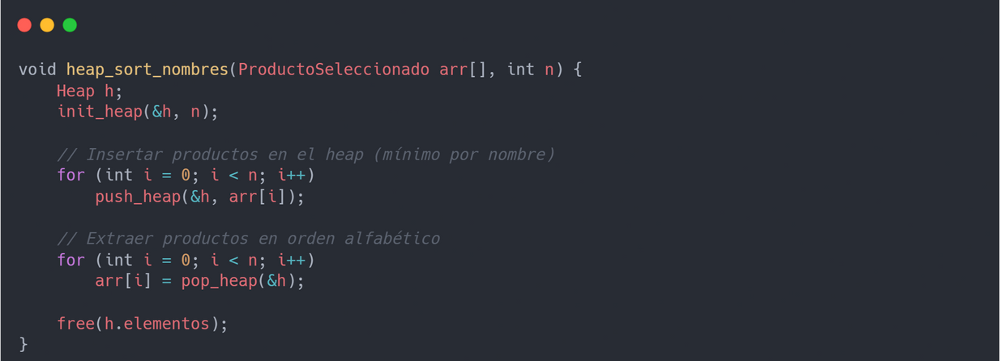 void heap_sort_nombres(ProductoSeleccionado arr[], int n) {
    Heap h;
    init_heap(&h, n);

    // Insertar productos en el heap (mínimo por nombre)
    for (int i = 0; i < n; i++)
        push_heap(&h, arr[i]);

    // Extraer productos en orden alfabético
    for (int i = 0; i < n; i++)
        arr[i] = pop_heap(&h);

    free(h.elementos);
}